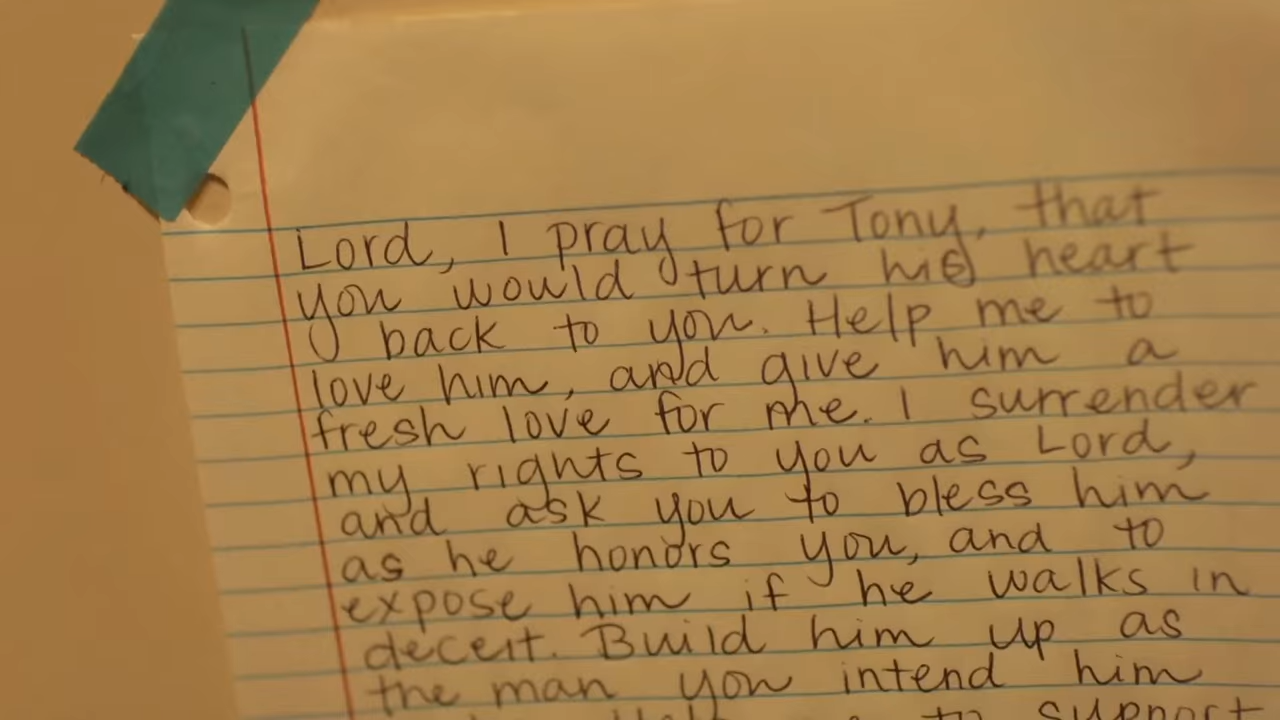 Lord, I pray for Tony, that
you would turn his heart
back to you. Help me to
love him, and give him a
fresh love for me. I surrender
my rights to you as Lord,
and ask you to bless him
as he honors you, and to
expose him if he walks in
deceit. Build him up as
the man you intend him
to support